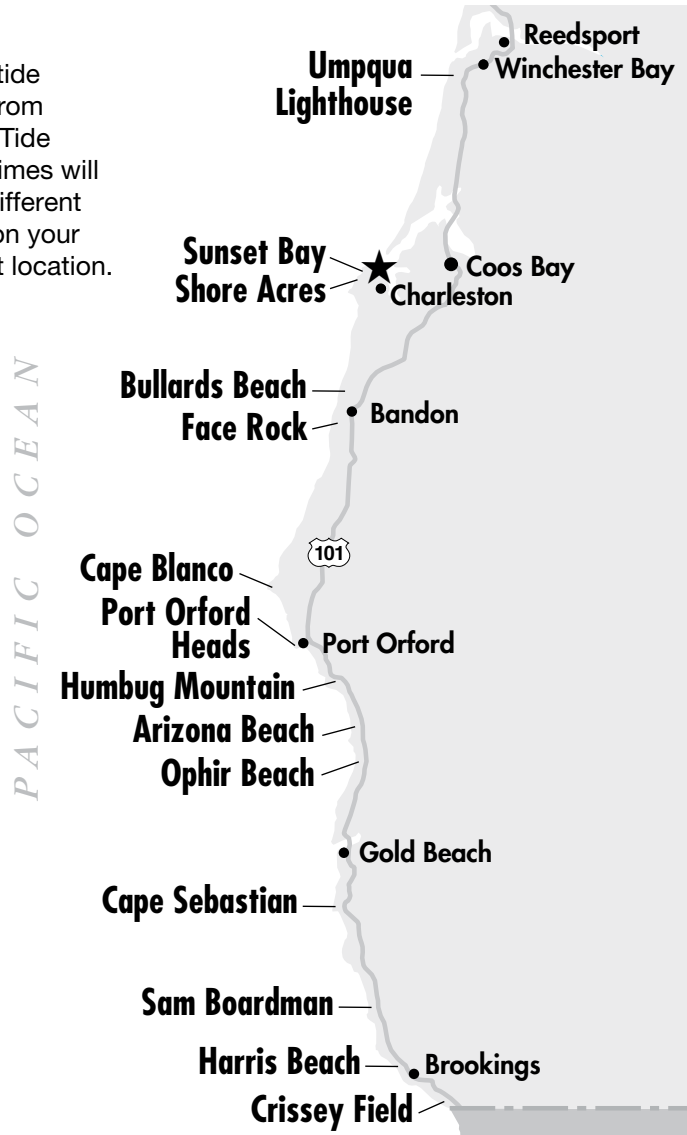 tide
rom
Tide
imes will
ifferent
on your
t location.
Reedsport
Umpqua
Lighthouse
Winchester Bay
Sunset Bay
Shore Acres
Coos Bay
Charleston
Bullards Beach
Face Rock
Bandon
PACIFIC OCEAN
101
Cape Blanco
Port Orford
Heads
Port Orford
Humbug Mountain
Arizona Beach
Ophir Beach
Gold Beach
Cape Sebastian
Sam Boardman
Harris Beach
Brookings
Crissey Field